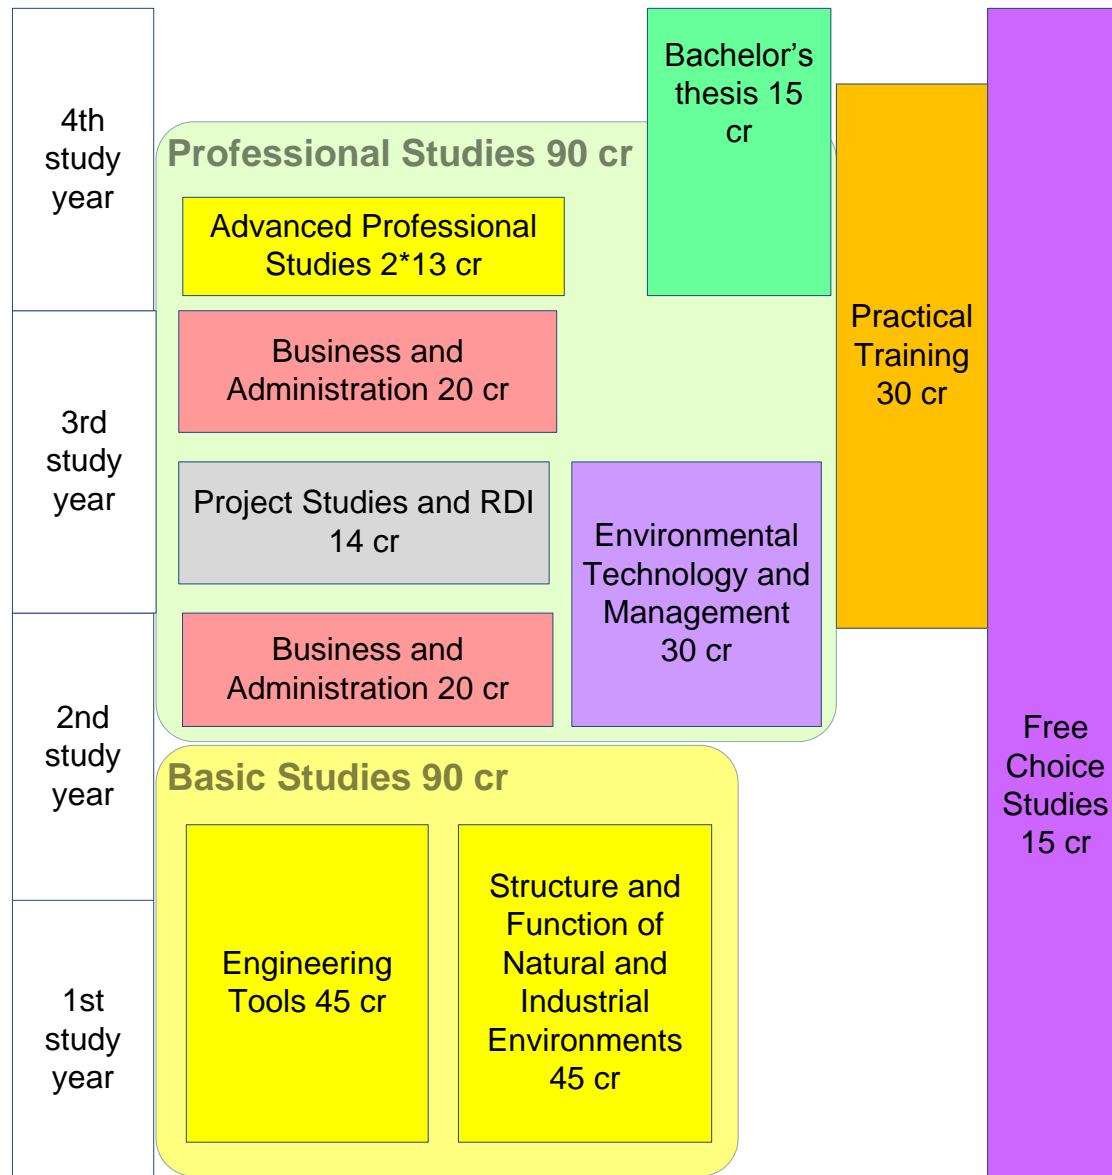 4th
study
year
3rd
study
year
2nd
study
year
1st
study
year
Professional Studies 90 cr
Advanced Professional
Studies 2*13 cr
Business and
Administration 20 cr
Project Studies and RDI
14 cr
Business and
Administration 20 cr
Environmental
Technology and
Management
30 cr
Bachelor’s
thesis 15
cr
Practical
Training
30 cr
Free
Choice
Studies
15 cr
Basic Studies 90 cr
Engineering
Tools 45 cr
Structure and
Function of
Natural and
Industrial
Environments
45 cr